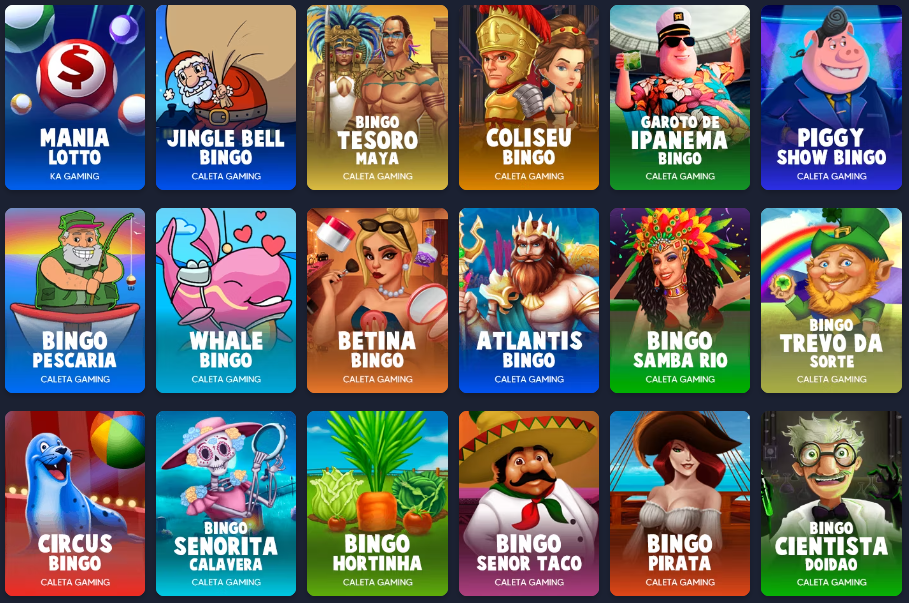 $
MANIA
LOTTO
KA GAMING
JINGLE BELL
BINGO
CALETA GAMING
BINGO
TESORO
MAYA
CALETA GAMING
COLISEU
BINGO
CALETA GAMING
GAROTO DE
IPANEMA
BINGO
CALETA GAMING
PIGGY
SHOW BINGO
CALETA GAMING
BINGO
PESCARIA
CALETA GAMING
WHALE
BINGO
CALETA GAMING
BETINA
BINGO
CALETA GAMING
ATLANTIS
BINGO
CALETA GAMING
BINGO
SAMBA RIO
CALETA GAMING
BINGO
TREVO DA
SORTE
CALETA GAMING
CIRCUS
BINGO
CALETA GAMING
BINGO
SENORITA
CALAVERA
CALETA GAMING
BINGO
HORTINHA
CALETA GAMING
BINGO
SENOR TACO
CALETA GAMING
BINGO
PIRATA
CALETA GAMING
BINGO
CIENTISTA
DOIDAO
CALETA GAMING